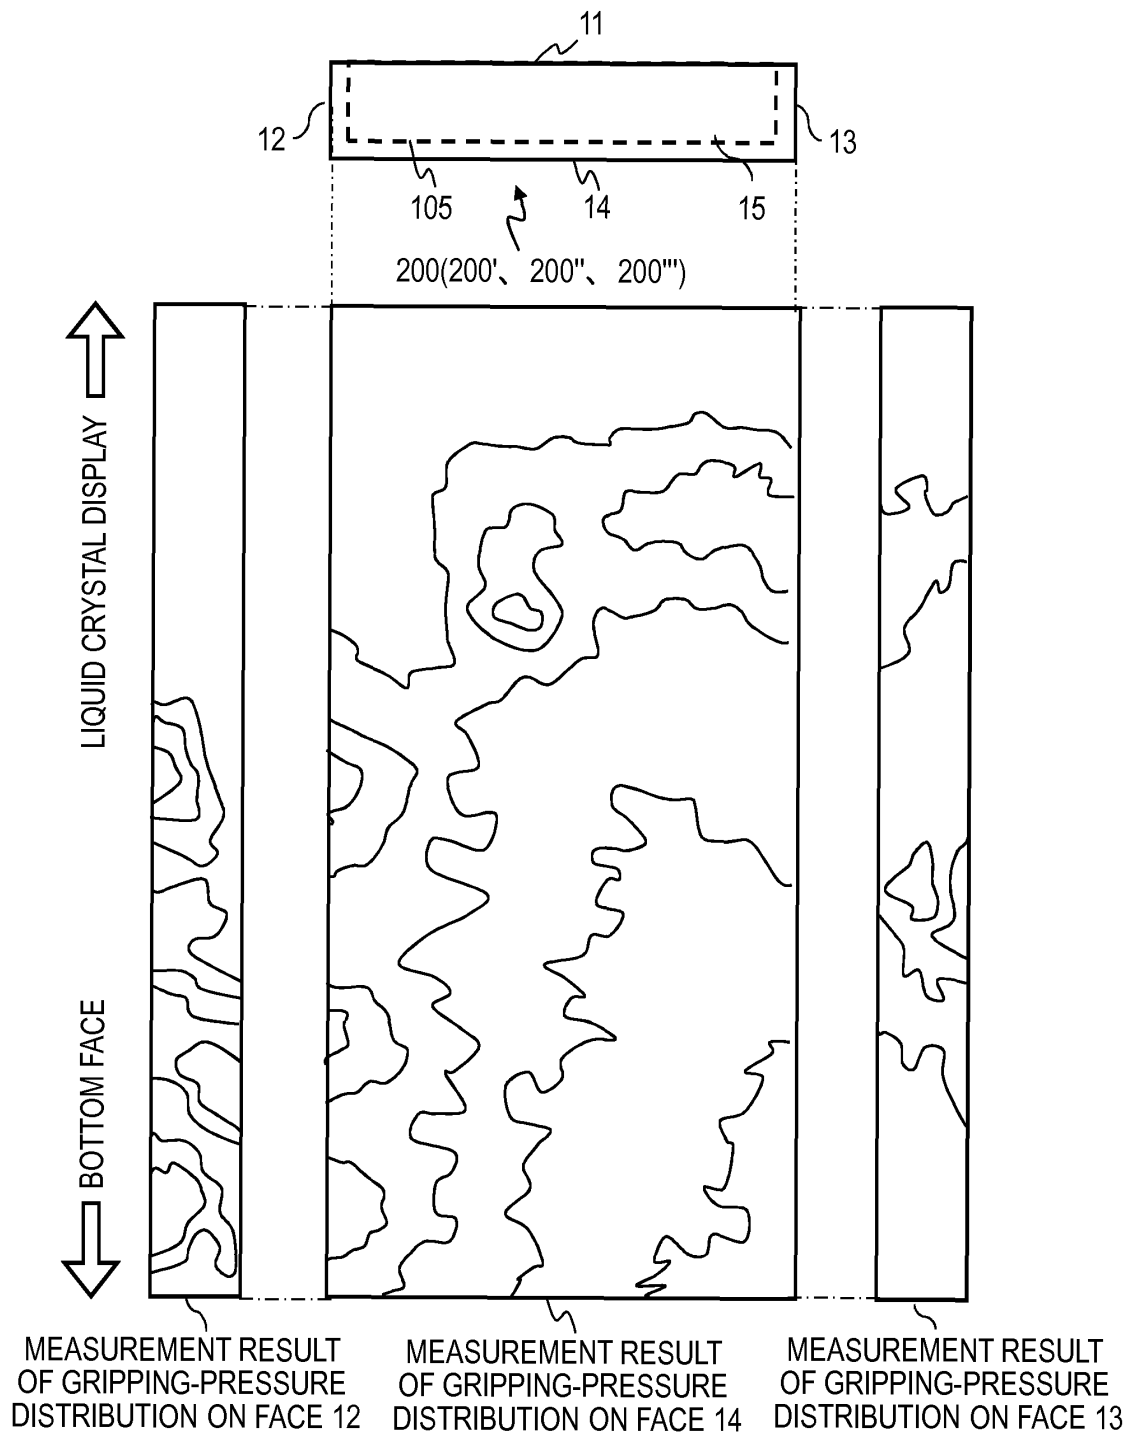 11
12
13
105
14
15
200(200'、200''、200''')
LIQUID CRYSTAL DISPLAY
BOTTOM FACE
MEASUREMENT RESULT
OF GRIPPING-PRESSURE
DISTRIBUTION ON FACE 12
MEASUREMENT RESULT
OF GRIPPING-PRESSURE
DISTRIBUTION ON FACE 14
MEASUREMENT RESULT
OF GRIPPING-PRESSURE
DISTRIBUTION ON FACE 13